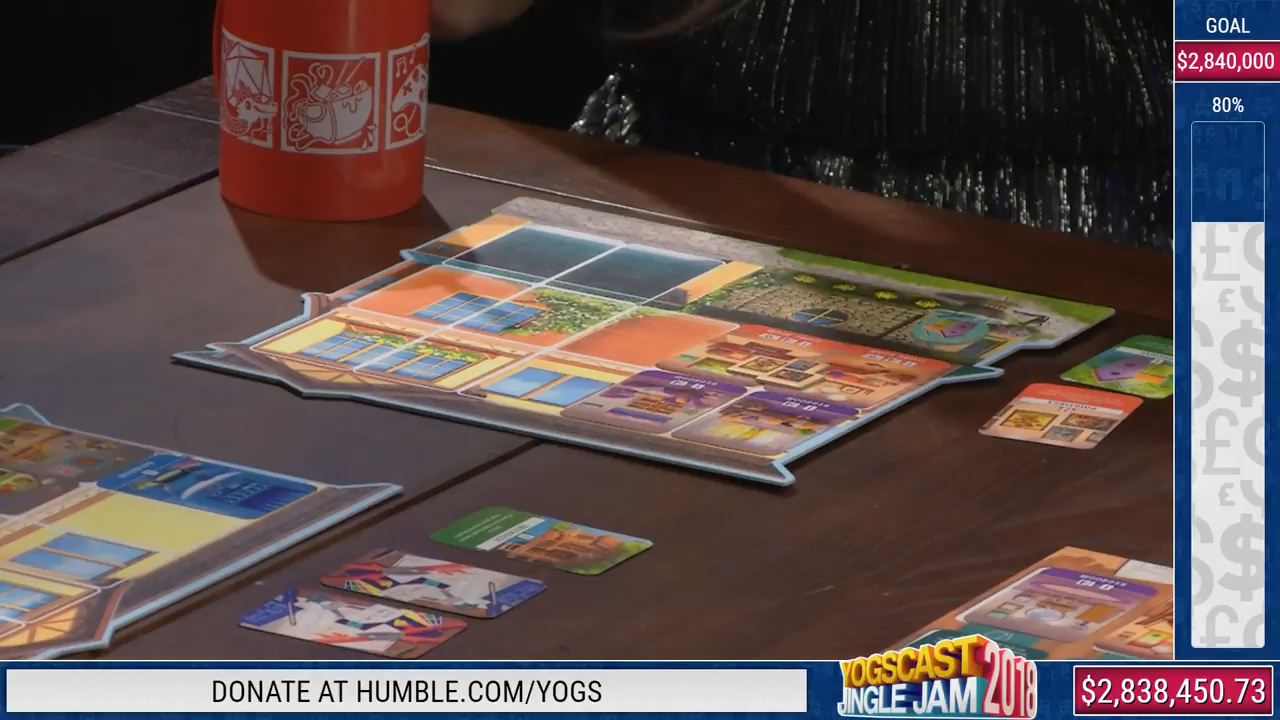 GOAL
$2,840,000
80%
DONATE AT HUMBLE.COM/YOGS
YOGSCAST
JINGLE JAM 2018
$2,838,450.73